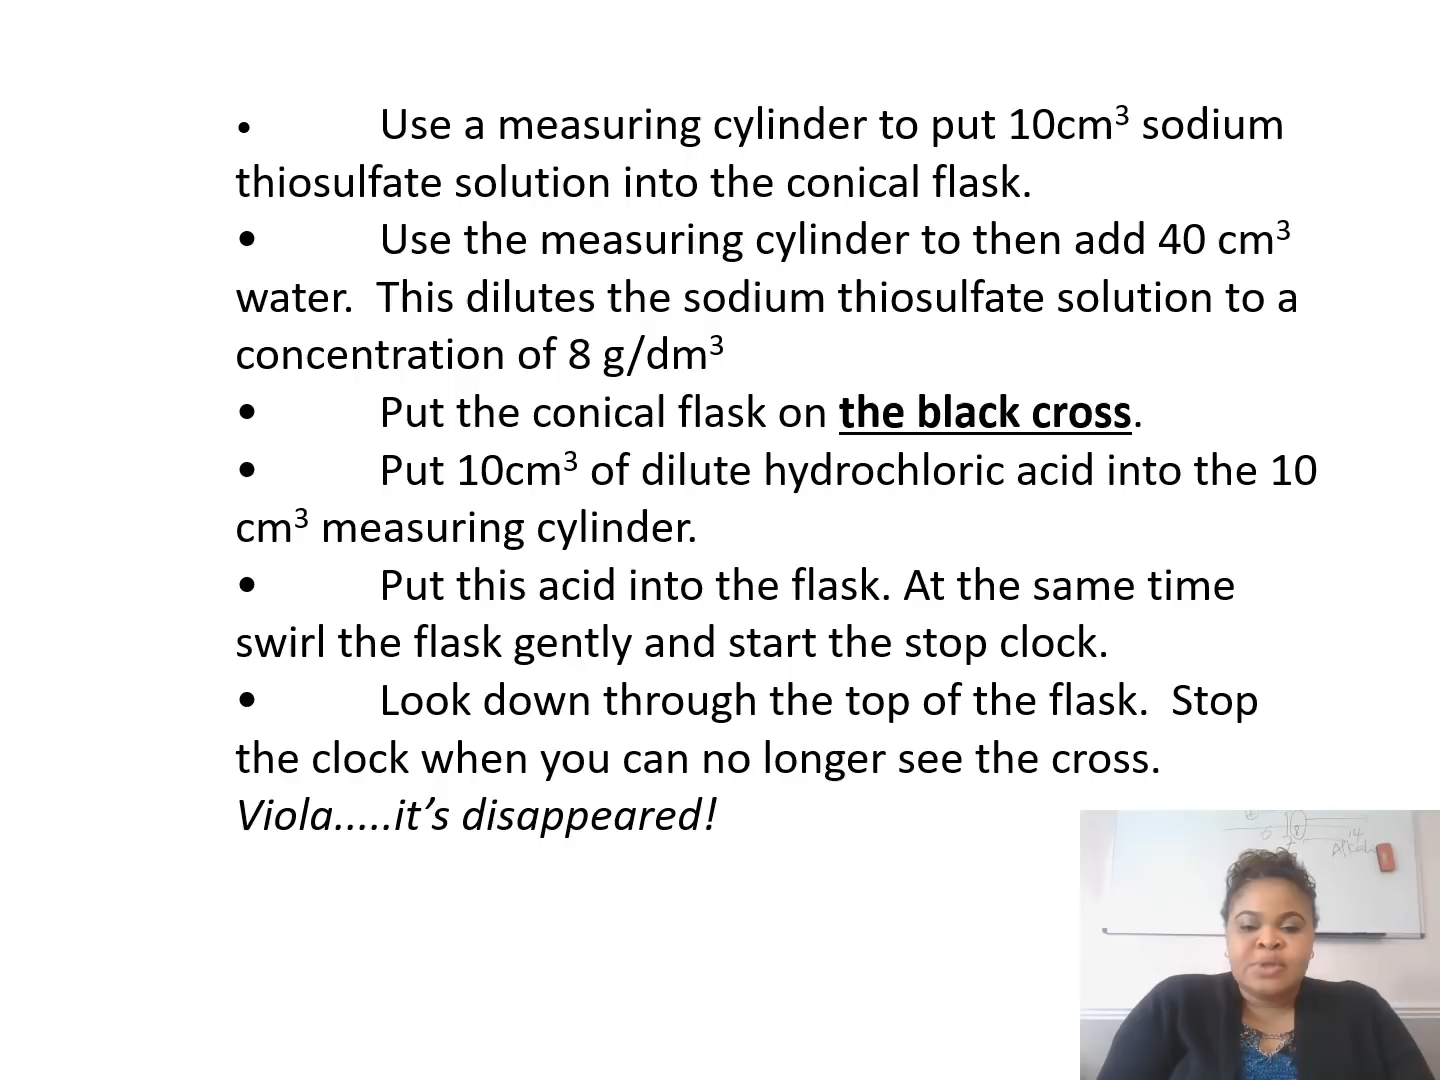 • Use a measuring cylinder to put 10cm³ sodium
thiosulfate solution into the conical flask.
• Use the measuring cylinder to then add 40 cm³
water.  This dilutes the sodium thiosulfate solution to a
concentration of 8 g/dm³
• Put the conical flask on the black cross.
• Put 10cm³ of dilute hydrochloric acid into the 10
cm³ measuring cylinder.
• Put this acid into the flask. At the same time
swirl the flask gently and start the stop clock.
• Look down through the top of the flask.  Stop
the clock when you can no longer see the cross.
Viola.....it’s disappeared!
14